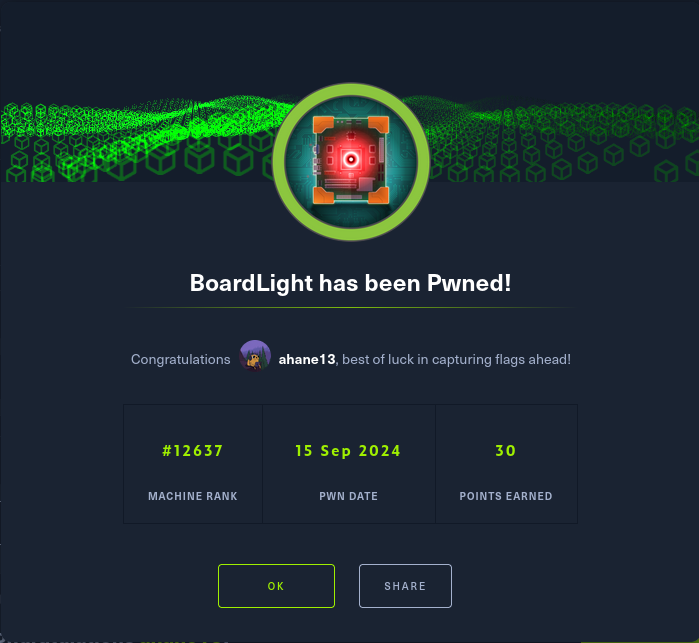 BoardLight has been Pwned!
Congratulations ahane13, best of luck in capturing flags ahead!
#12637 15 Sep 2024 30
MACHINE RANK PWN DATE POINTS EARNED
OK SHARE